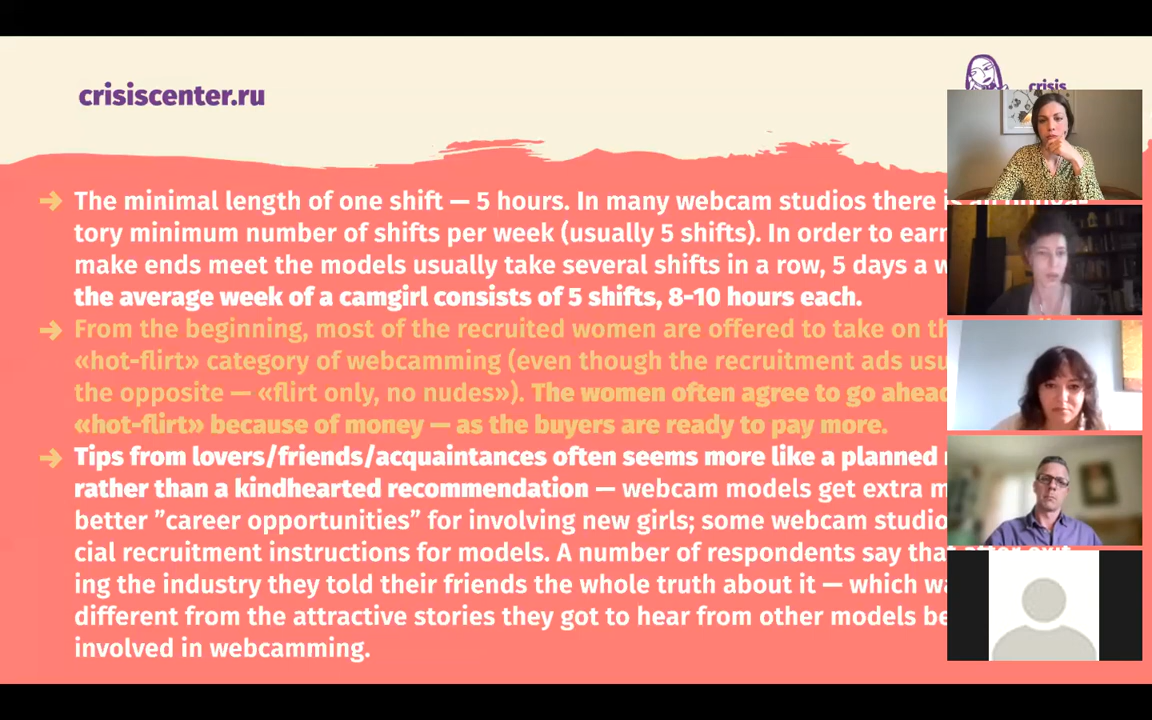 crisiscenter.ru
crisis
The minimal length of one shift — 5 hours. In many webcam studios there
tory minimum number of shifts per week (usually 5 shifts). In order to earn
make ends meet the models usually take several shifts in a row, 5 days a
the average week of a camgirl consists of 5 shifts, 8-10 hours each.
From the beginning, most of the recruited women are offered to take on
«hot-flirt» category of webcamming (even though the recruitment ads
the opposite — «flirt only, no nudes»). The women often agree to go
«hot-flirt» because of money — as the buyers are ready to pay more.
Tips from lovers/friends/acquaintances often seems more like a planned
rather than a kindhearted recommendation — webcam models get extra
better ”career opportunities” for involving new girls; some webcam
cial recruitment instructions for models. A number of respondents say that
ing the industry they told their friends the whole truth about it — which
different from the attractive stories they got to hear from other models
involved in webcamming.